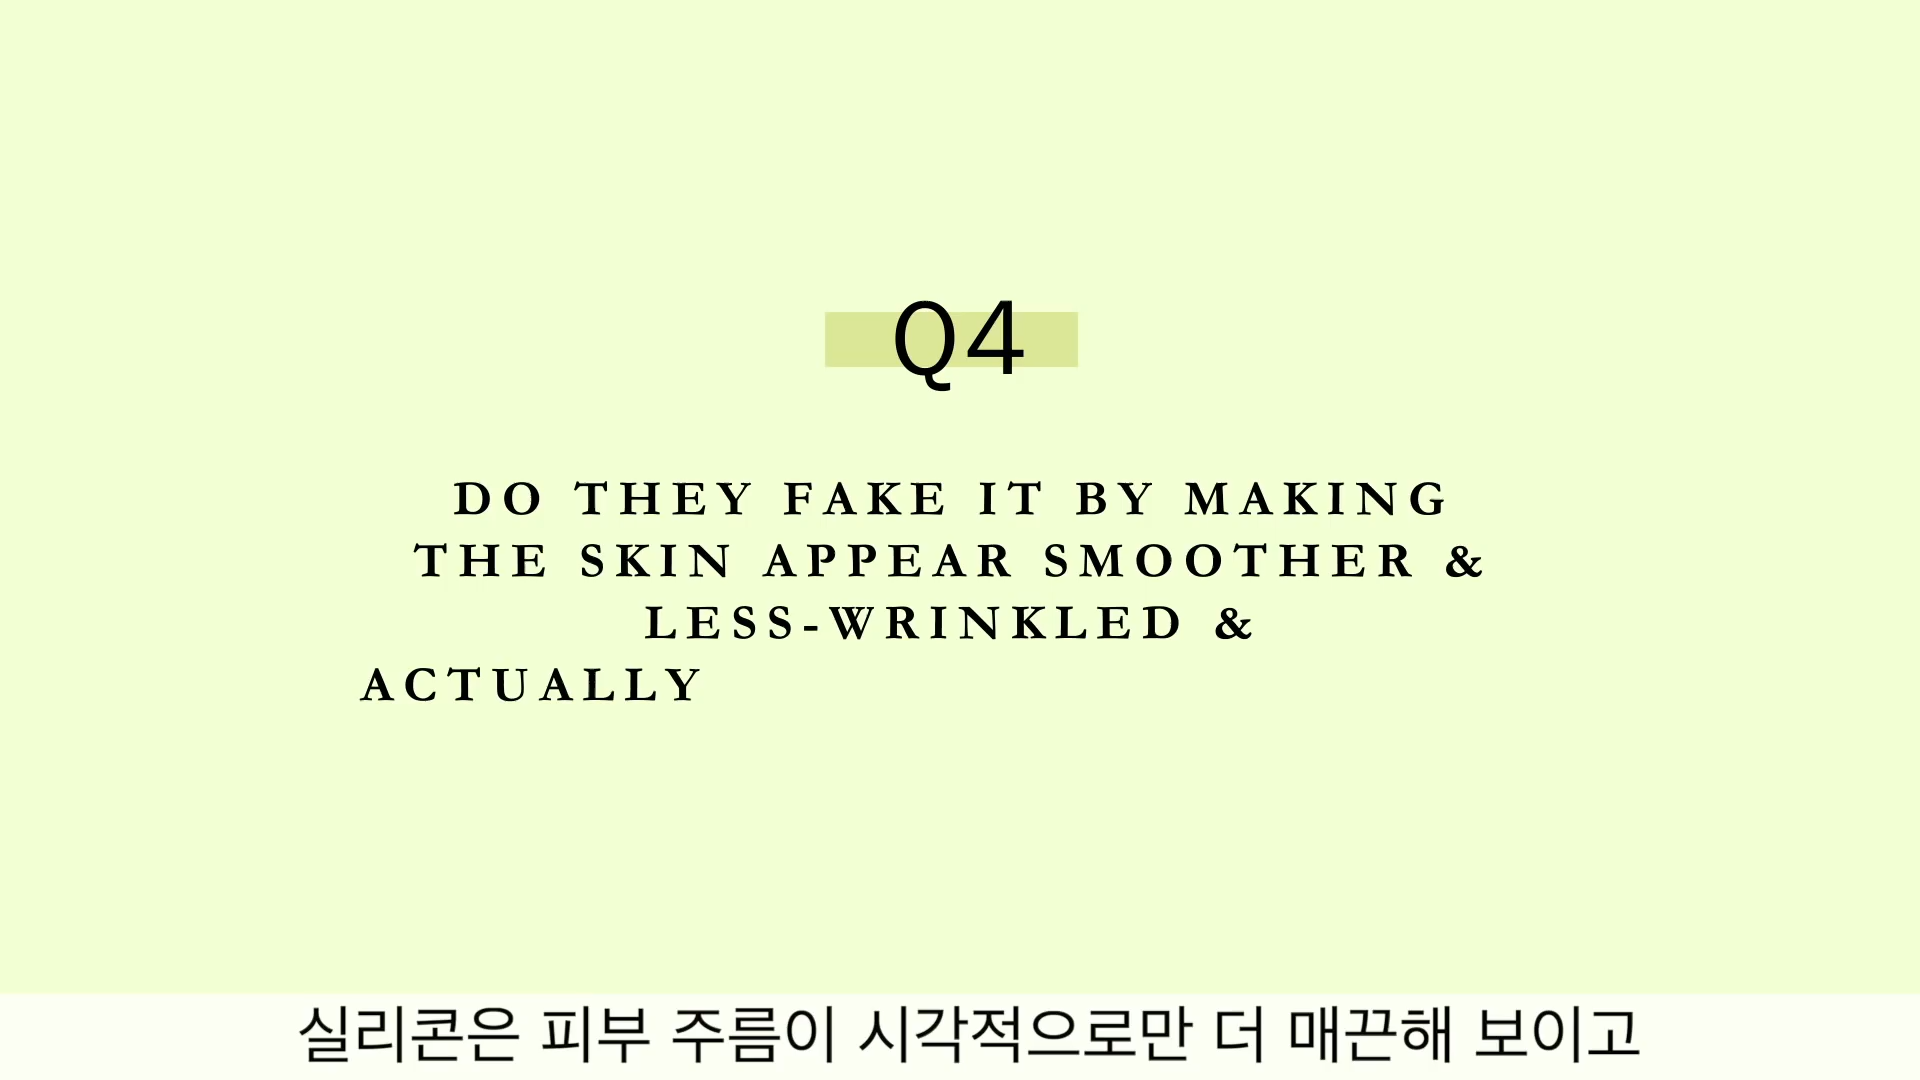 Q4
DO THEY FAKE IT BY MAKING
THE SKIN APPEAR SMOOTHER &
LESS-WRINKLED &
ACTUALLY
실리콘은 피부 주름이 시각적으로만 더 매끈해 보이고